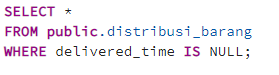 SELECT *
FROM public.distribusi_barang
WHERE delivered_time IS NULL;